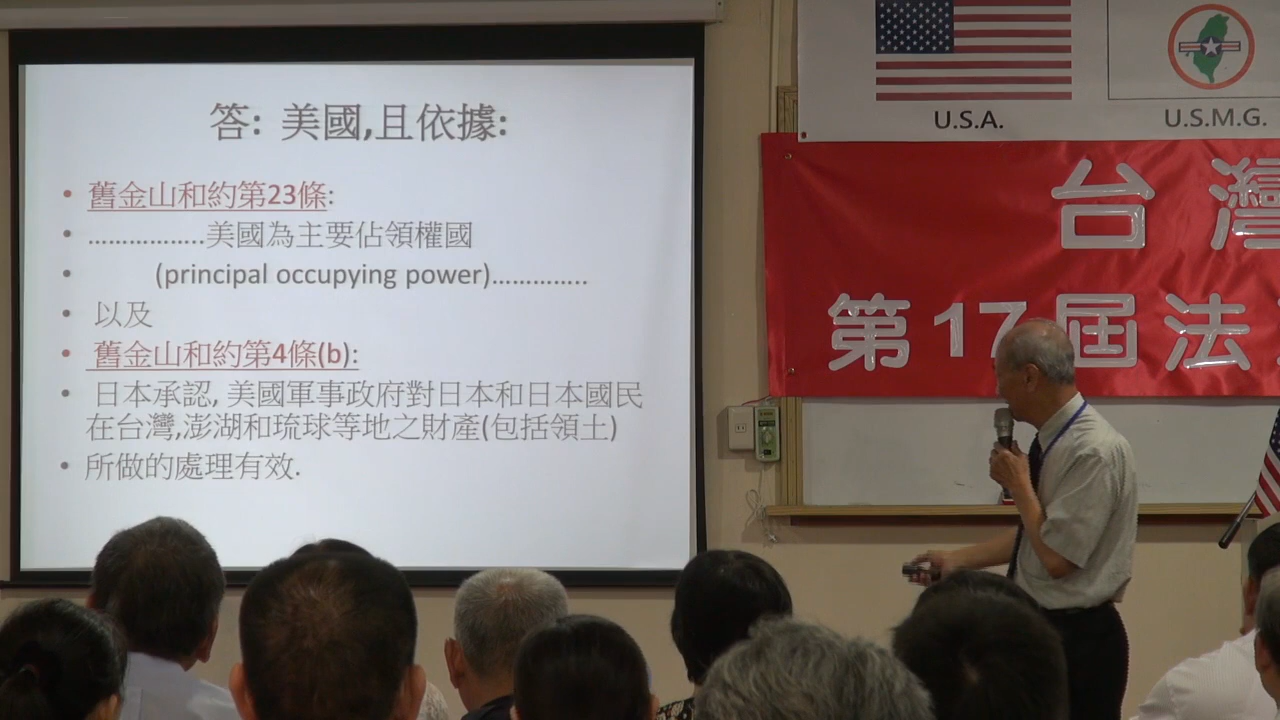 答: 美國,且依據:
• 舊金山和約第23條:
• ……………..美國為主要佔領權國
• (principal occupying power)…………..
• 以及
• 舊金山和約第4條(b):
• 日本承認, 美國軍事政府對日本和日本國民
在台灣,澎湖和琉球等地之財產(包括領土)
• 所做的處理有效.
U.S.A.
U.S.M.G.
台灣
第17屆法